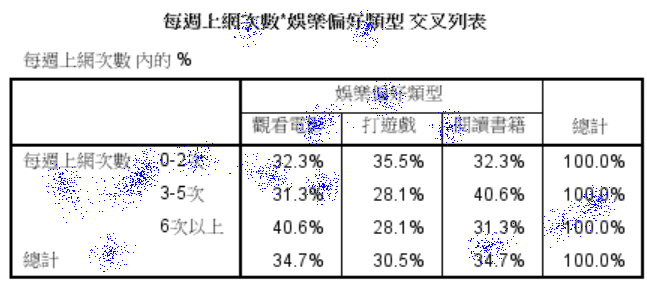 每週上網次數*娛樂偏好類型 交叉列表
每週上網次數 內的 %
娛樂偏好類型
觀看電影 打遊戲 閱讀書籍 總計
每週上網次數 0-2次 32.3% 35.5% 32.3% 100.0%
3-5次 31.3% 28.1% 40.6% 100.0%
6次以上 40.6% 28.1% 31.3% 100.0%
總計 34.7% 30.5% 34.7% 100.0%